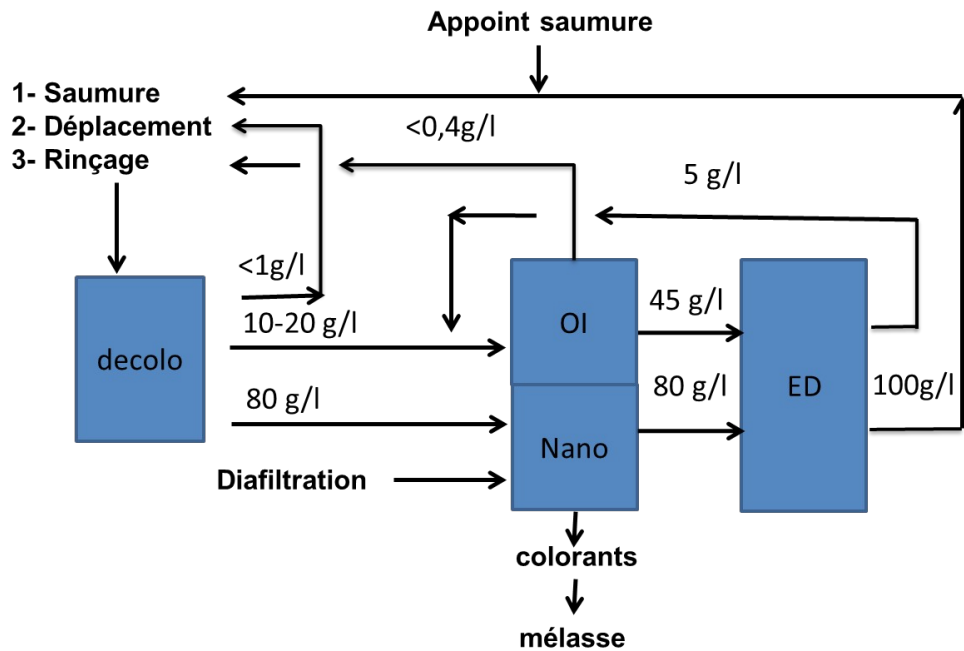 Appoint saumure
1- Saumure
2- Déplacement
3- Rinçage
<0,4g/l
5 g/l
<1g/l
10-20 g/l
decolo
80 g/l
OI
45 g/l
Nano
80 g/l
ED
100g/l
Diafiltration
colorants
mélasse